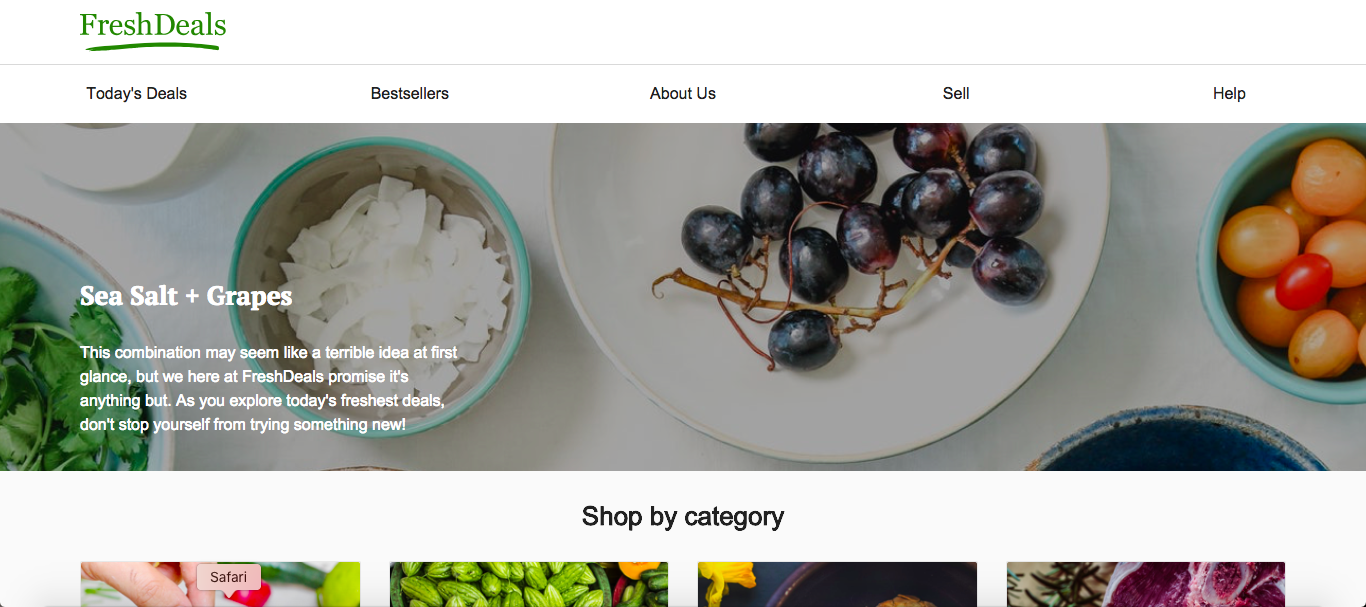 FreshDeals
Today's Deals
Bestsellers
About Us
Sell
Help
Sea Salt + Grapes
This combination may seem like a terrible idea at first
glance, but we here at FreshDeals promise it's
anything but. As you explore today's freshest deals,
don't stop yourself from trying something new!
Shop by category
Safari